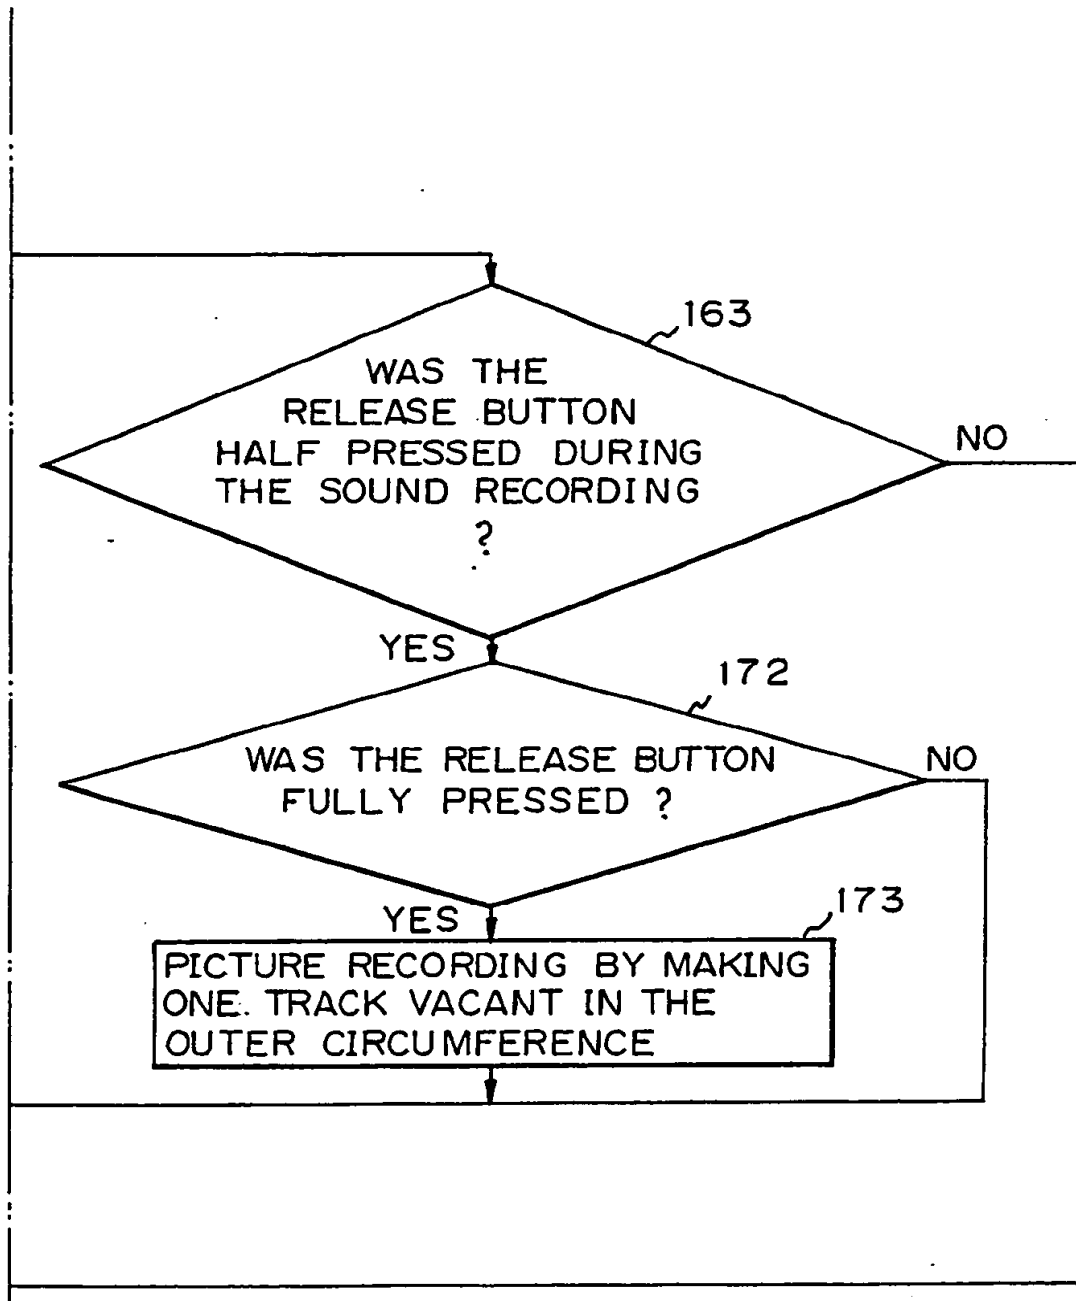 163
WAS THE
RELEASE BUTTON
HALF PRESSED DURING
THE SOUND RECORDING
?
NO
YES
172
WAS THE RELEASE BUTTON
FULLY PRESSED ?
NO
YES
173
PICTURE RECORDING BY MAKING
ONE TRACK VACANT IN THE
OUTER CIRCUMFERENCE